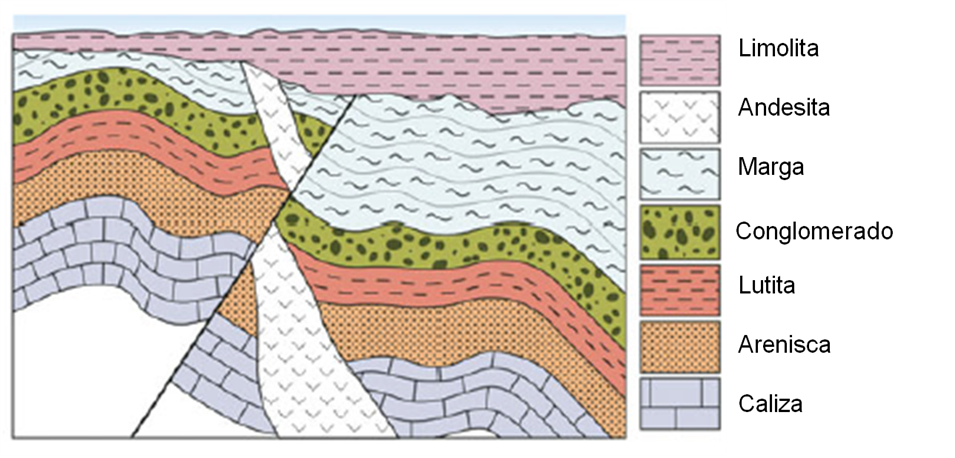 Limolita
Andesita
Marga
Conglomerado
Lutita
Arenisca
Caliza